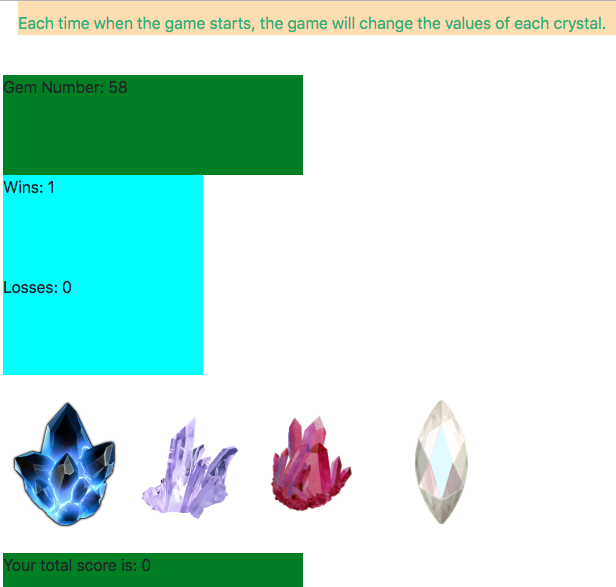 Each time when the game starts, the game will change the values of each crystal.
Gem Number: 58
Wins: 1
Losses: 0
Your total score is: 0